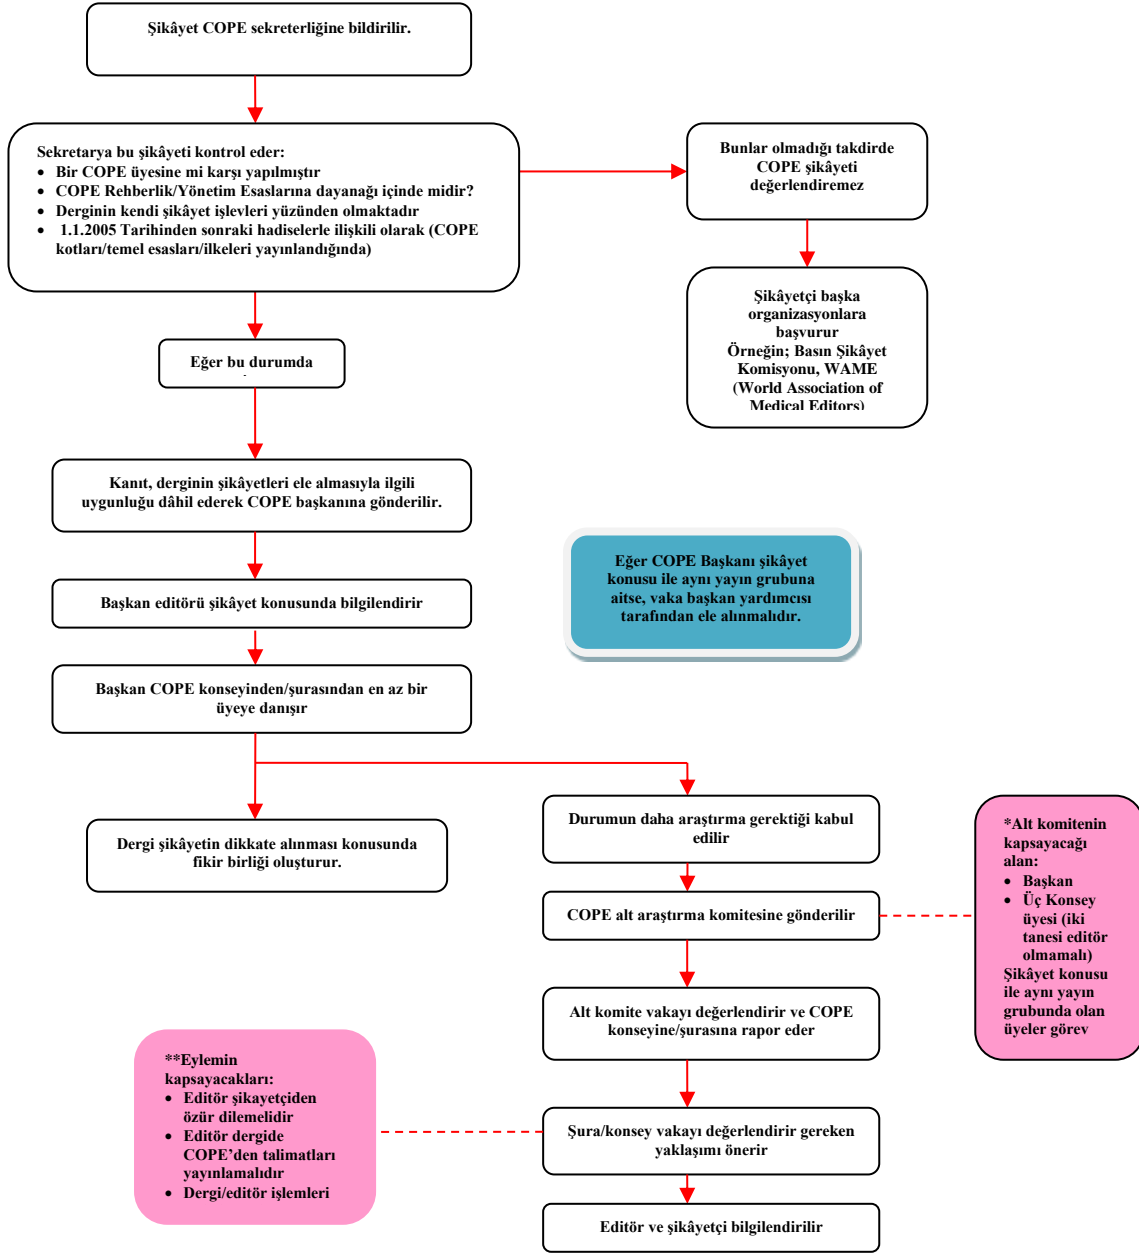 Şikâyet COPE sekreterliğine bildirilir.
Sekretarya bu şikâyeti kontrol eder:
• Bir COPE üyesine mi karşı yapılmıştır
• COPE Rehberlik/Yönetim Esaslarına dayanağı içinde midir?
• Derginin kendi şikâyet işlevleri yüzünden olmaktadır
• 1.1.2005 Tarihinden sonraki hadiselerle ilişkili olarak (COPE
kotları/temel esasları/ilkeleri yayınlandığında)
Bunlar olmadığı takdirde
COPE şikâyeti
değerlendiremez
Şikâyetçi başka
organizasyonlara
başvurur
Örneğin; Basın Şikâyet
Komisyonu, WAME
(World Association of
Medical Editors)
Eğer bu durumda
Kanıt, derginin şikâyetleri ele almasıyla ilgili
uygunluğu dâhil ederek COPE başkanına gönderilir.
Eğer COPE Başkanı şikâyet
konusu ile aynı yayın grubuna
aitse, vaka başkan yardımcısı
tarafından ele alınmalıdır.
Başkan editörü şikâyet konusunda bilgilendirir
Başkan COPE konseyinden/şurasından en az bir
üyeye danışır
Dergi şikâyetin dikkate alınması konusunda
fikir birliği oluşturur.
Durumun daha araştırma gerektiği kabul
edilir
COPE alt araştırma komitesine gönderilir
*Alt komitenin
kapsayacağı
alan:
• Başkan
• Üç Konsey
üyesi (iki
tanesi editör
olmamalı)
Şikâyet konusu
ile aynı yayın
grubunda olan
üyeler görev
Alt komite vakayı değerlendirir ve COPE
konseyine/şurasına rapor eder
**Eylemin
kapsayacakları:
• Editör şikayetçiden
özür dilemelidir
• Editör dergide
COPE’den talimatları
yayınlamalıdır
• Dergi/editör işlemleri
Şura/konsey vakayı değerlendirir gereken
yaklaşımı önerir
Editör ve şikâyetçi bilgilendirilir